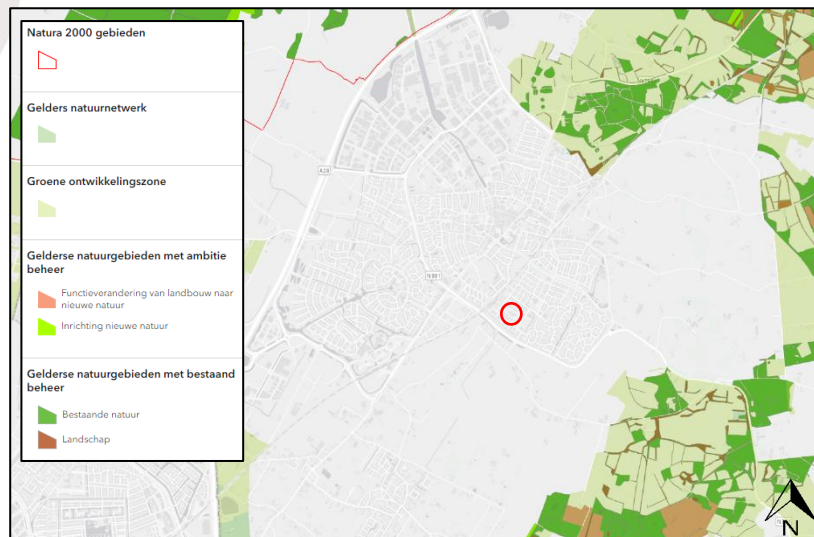 Natura 2000 gebieden
Gelders natuurnetwerk
Groene ontwikkelingszone
Gelderse natuurgebieden met ambitie
beheer
Functieverandering van landbouw naar
nieuwe natuur
Inrichting nieuwe natuur
Gelderse natuurgebieden met bestaand
beheer
Bestaande natuur
Landschap
A28
N301
N